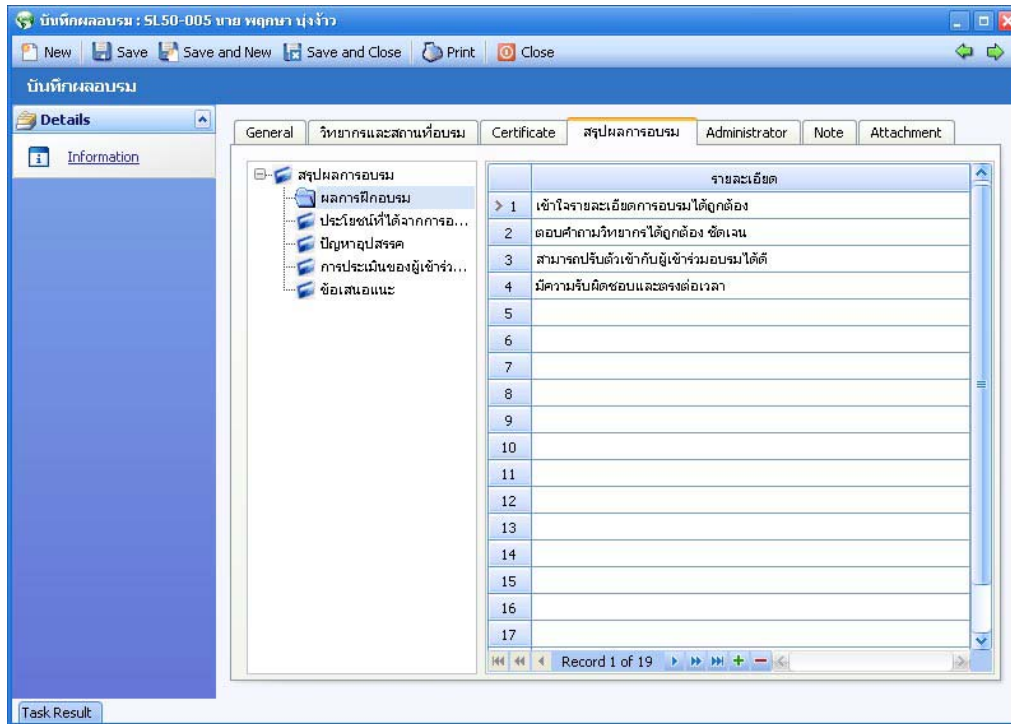 บันทึกผลอบรม : SL50-005 นาย พฤกษา นุ่งจ้าว
New Save Save and New Save and Close Print Close
บันทึกผลอบรม
Details
Information
General วิทยากรและสถานที่อบรม Certificate สรุปผลการอบรม Administrator Note Attachment
สรุปผลการอบรม
ผลการฝึกอบรม
ประโยชน์ที่ได้จากการอ...
ปัญหาอุปสรรค
การประเมินของผู้เข้าร่ว...
ข้อเสนอแนะ
รายละเอียด
1 เข้าใจรายละเอียดการอบรมได้ถูกต้อง
2 ตอบคำถามวิทยากรได้ถูกต้อง ชัดเจน
3 สามารถปรับตัวเข้ากับผู้เข้าร่วมอบรมได้ดี
4 มีความรับผิดชอบและตรงต่อเวลา
5
6
7
8
9
10
11
12
13
14
15
16
17
Record 1 of 19
Task Result